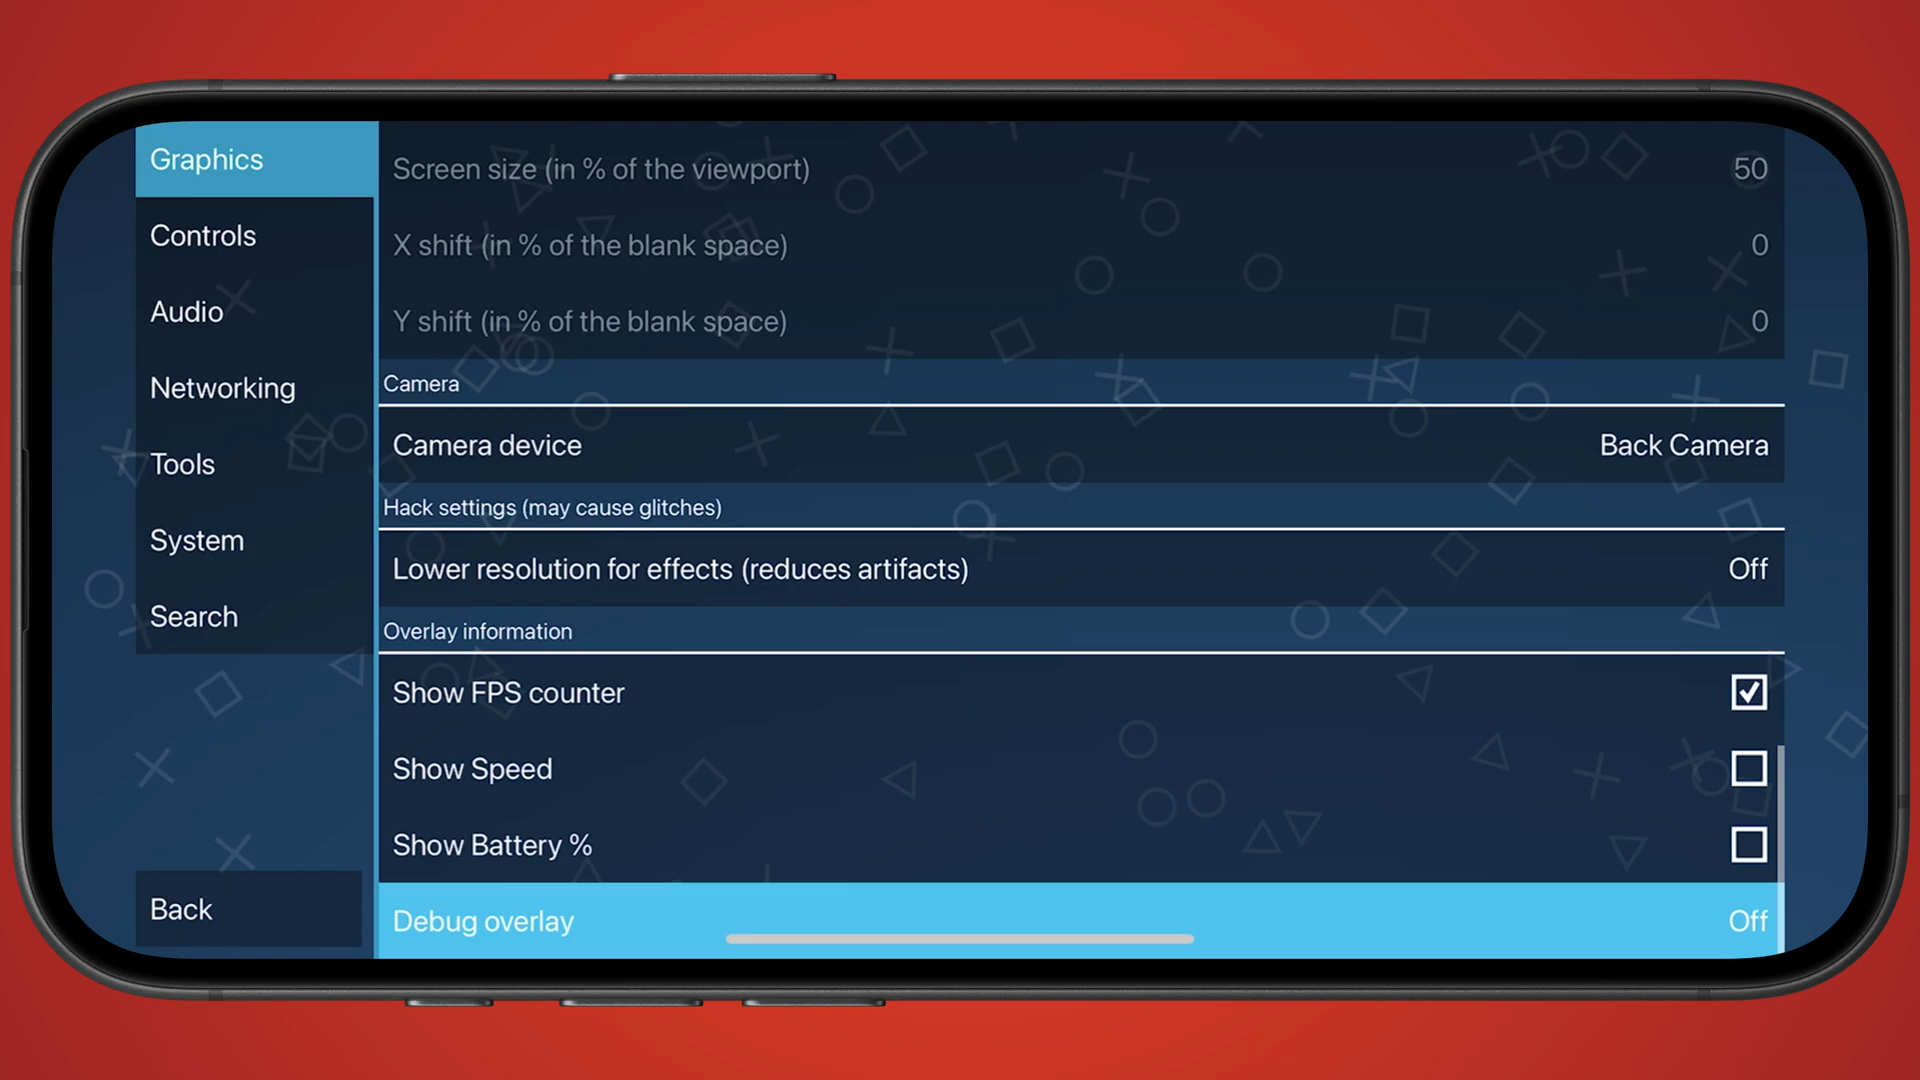 Graphics
Controls
Audio
Networking
Tools
System
Search
Back
Screen size (in % of the viewport) 50
X shift (in % of the blank space) 0
Y shift (in % of the blank space) 0
Camera
Camera device Back Camera
Hack settings (may cause glitches)
Lower resolution for effects (reduces artifacts) Off
Overlay information
Show FPS counter
Show Speed
Show Battery %
Debug overlay Off